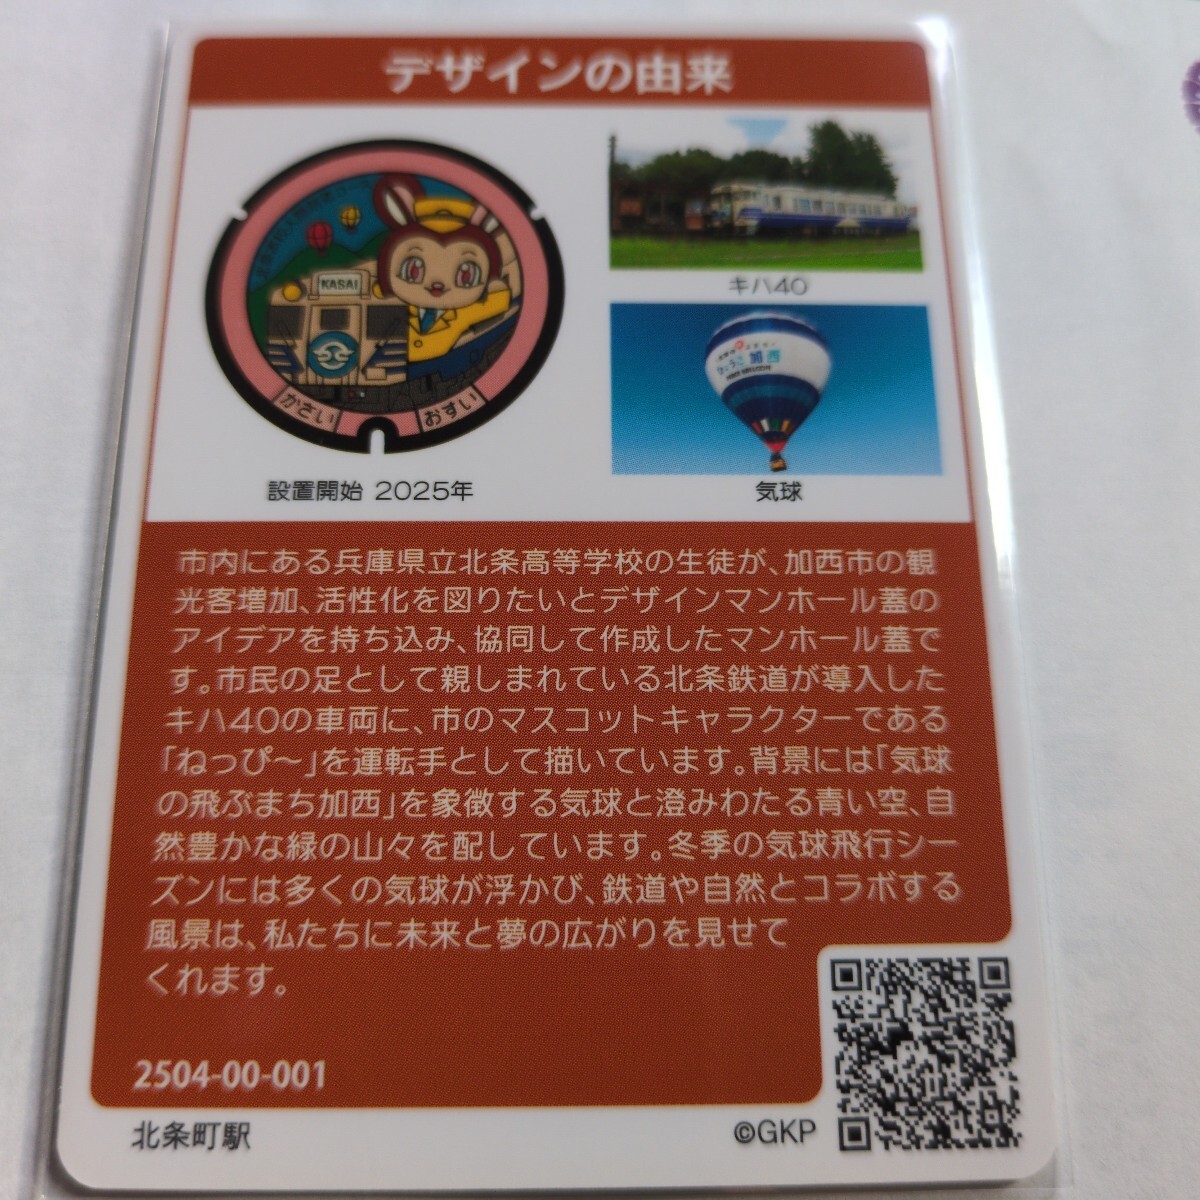 デザインの由来
KASAI
かさい
おすい
設置開始 2025年
キハ40
加西
気球
市内にある兵庫県立北条高等学校の生徒が、加西市の観
光客増加、活性化を図りたいとデザインマンホール蓋の
アイデアを持ち込み、協同して作成したマンホール蓋で
す。市民の足として親しまれている北条鉄道が導入した
キハ40の車両に、市のマスコットキャラクターである
「ねっぴ〜」を運転手として描いています。背景には「気球
の飛ぶまち加西」を象徴する気球と澄みわたる青い空、自
然豊かな緑の山々を配しています。冬季の気球飛行シー
ズンには多くの気球が浮かび、鉄道や自然とコラボする
風景は、私たちに未来と夢の広がりを見せて
くれます。
2504-00-001
北条町駅
©GKP